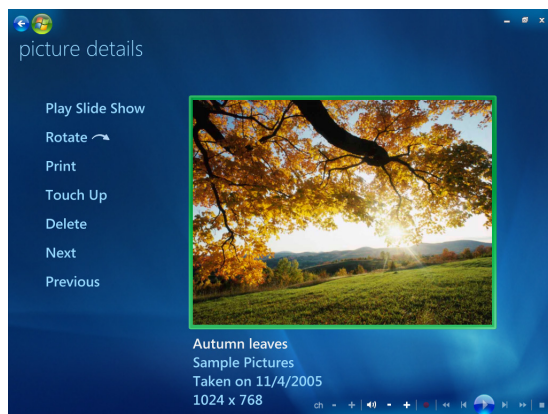 picture details
Play Slide Show
Rotate
Print
Touch Up
Delete
Next
Previous
Autumn leaves
Sample Pictures
Taken on 11/4/2005
1024 x 768
ch - +
- +